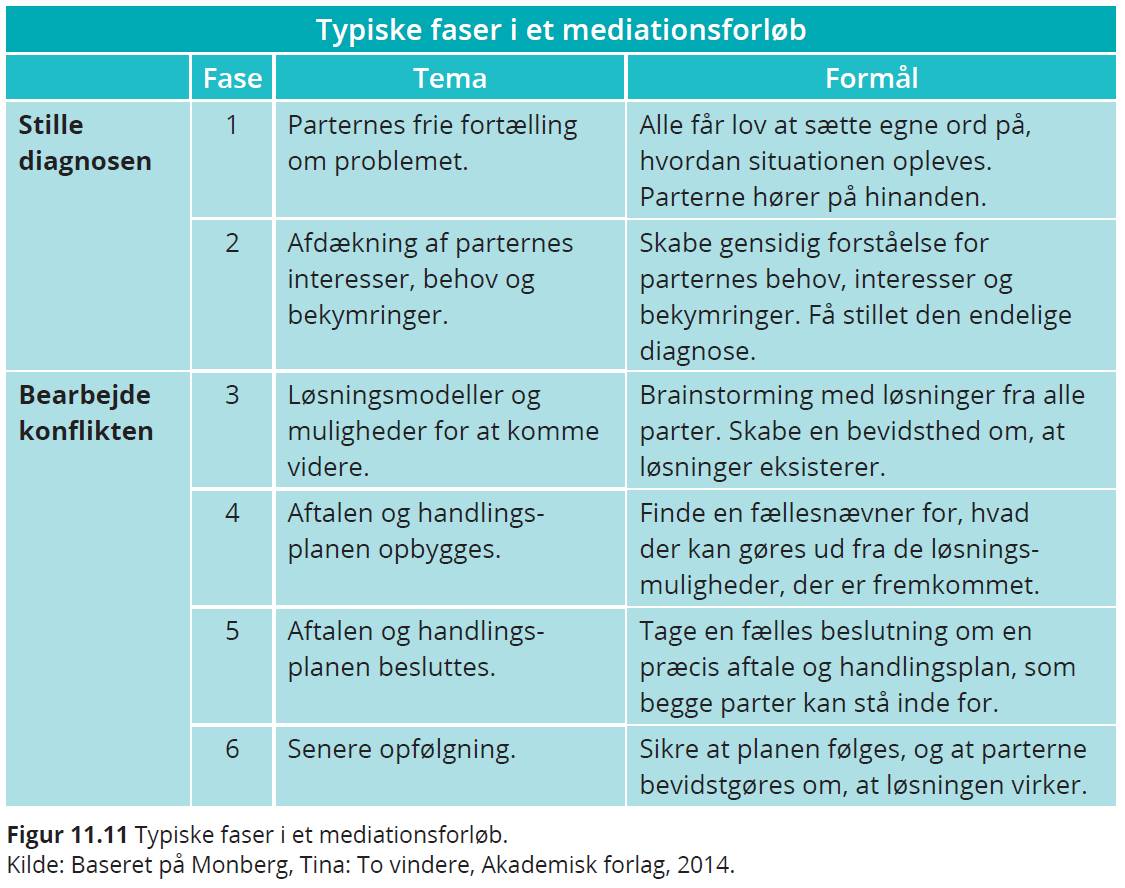 Typiske faser i et mediationsforløb
Fase Tema Formål
Stille
diagnosen
1
Parternes frie fortælling
om problemet.
Alle får lov at sætte egne ord på,
hvordan situationen opleves.
Parterne hører på hinanden.
2
Afdækning af parternes
interesser, behov og
bekymringer.
Skabe gensidig forståelse for
parternes behov, interesser og
bekymringer. Få stillet den endelige
diagnose.
Bearbejde
konflikten
3
Løsningsmodeller og
muligheder for at komme
videre.
Brainstorming med løsninger fra alle
parter. Skabe en bevidsthed om, at
løsninger eksisterer.
4
Aftalen og handlings-
planen opbygges.
Finde en fællesnævner for, hvad
der kan gøres ud fra de løsnings-
muligheder, der er fremkommet.
5
Aftalen og handlings-
planen besluttes.
Tage en fælles beslutning om en
præcis aftale og handlingsplan, som
begge parter kan stå inde for.
6
Senere opfølgning.
Sikre at planen følges, og at parterne
bevidstgøres om, at løsningen virker.
Figur 11.11 Typiske faser i et mediationsforløb.
Kilde: Baseret på Monberg, Tina: To vindere, Akademisk forlag, 2014.